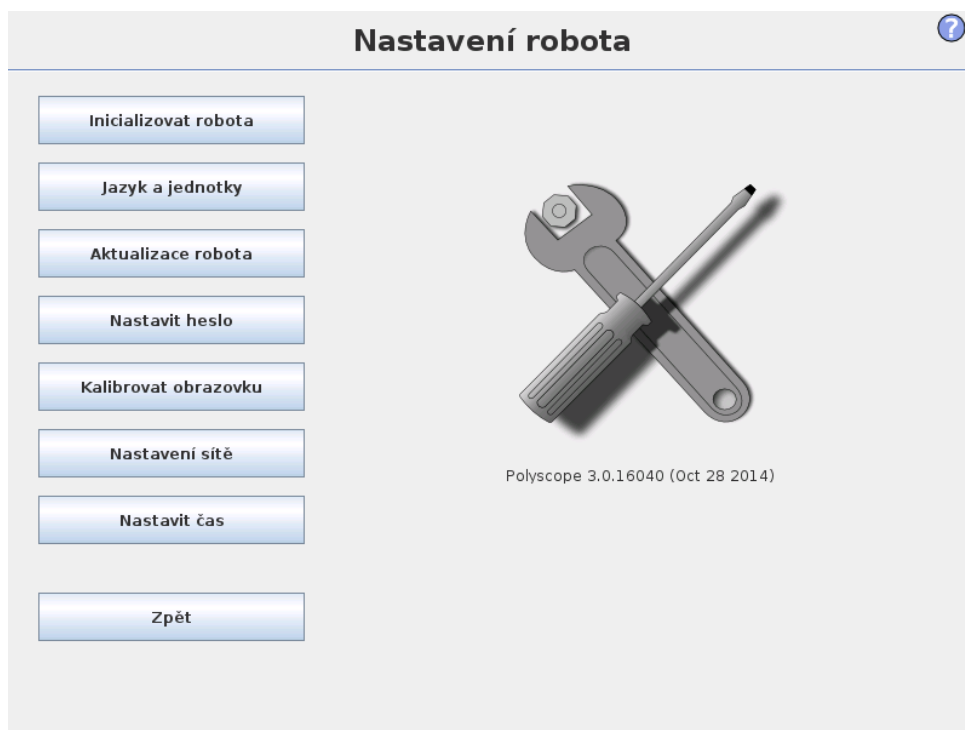 Nastavení robota
?
Inicializovat robota
Jazyk a jednotky
Aktualizace robota
Nastavit heslo
Kalibrovat obrazovku
Nastavení sítě
Nastavit čas
Zpět
Polyscope 3.0.16040 (Oct 28 2014)